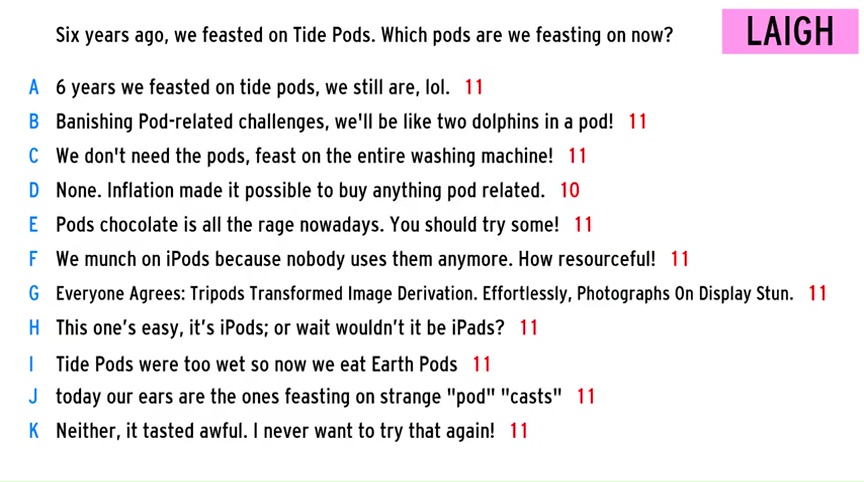 Six years ago, we feasted on Tide Pods. Which pods are we feasting on now?
LAIGH
A 6 years we feasted on tide pods, we still are, lol. 11
B Banishing Pod-related challenges, we'll be like two dolphins in a pod! 11
C We don't need the pods, feast on the entire washing machine! 11
D None. Inflation made it possible to buy anything pod related. 10
E Pods chocolate is all the rage nowadays. You should try some! 11
F We munch on iPods because nobody uses them anymore. How resourceful! 11
G Everyone Agrees: Tripods Transformed Image Derivation. Effortlessly, Photographs On Display Stun. 11
H This one’s easy, it’s iPods; or wait wouldn’t it be iPads? 11
I Tide Pods were too wet so now we eat Earth Pods 11
J today our ears are the ones feasting on strange "pod" "casts" 11
K Neither, it tasted awful. I never want to try that again! 11